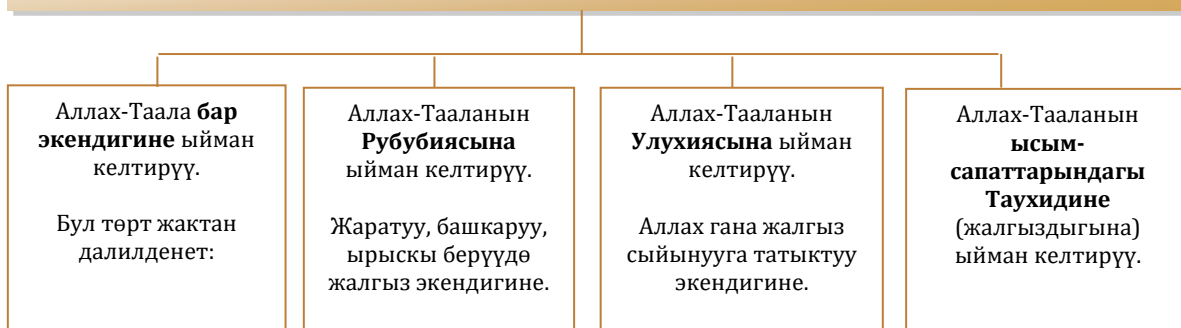 Аллах-Таала бар
экендигине ыйман
келтирүү.
Бул төрт жактан
далилденет:
Аллах-Тааланын
Рубубиясына
ыйман келтирүү.
Жаратуу, башкаруу,
ырыскы берүүдө
жалгыз экендигине.
Аллах-Тааланын
Улухиясына ыйман
келтирүү.
Аллах гана жалгыз
сыйынууга татыктуу
экендигине.
Аллах-Тааланын
ысым-
сапаттарындагы
Таухидине
(жалгыздыгына)
ыйман келтирүү.